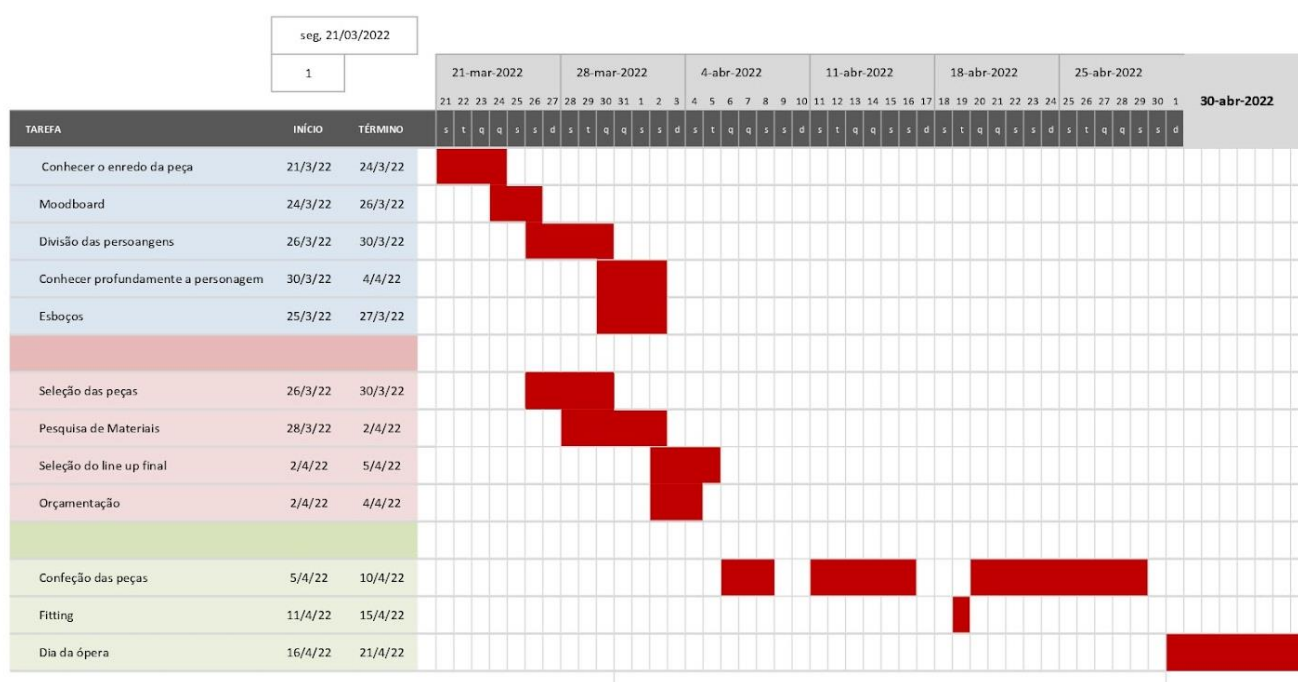 seg, 21/03/2022
1 21-mar-2022 28-mar-2022 4-abr-2022 11-abr-2022 18-abr-2022 25-abr-2022
21 22 23 24 25 26 27 28 29 30 31 1 2 3 4 5 6 7 8 9 10 11 12 13 14 15 16 17 18 19 20 21 22 23 24 25 26 27 28 29 30 1 30-abr-2022
TAREFA INÍCIO TÉRMINO s t q q s s d s t q q s s d s t q q s s d s t q q s s d s t q q s s d s t q q s s d
Conhecer o enredo da peça 21/3/22 24/3/22
Moodboard 24/3/22 26/3/22
Divisão das persoangens 26/3/22 30/3/22
Conhecer profundamente a personagem 30/3/22 4/4/22
Esboços 25/3/22 27/3/22
Seleção das peças 26/3/22 30/3/22
Pesquisa de Materiais 28/3/22 2/4/22
Seleção do line up final 2/4/22 5/4/22
Orçamentação 2/4/22 4/4/22
Confeção das peças 5/4/22 10/4/22
Fitting 11/4/22 15/4/22
Dia da ópera 16/4/22 21/4/22